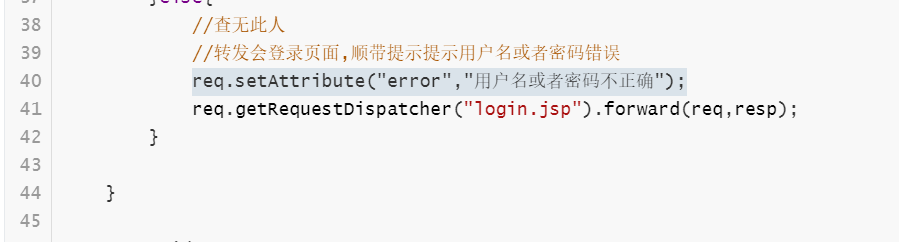 }else{
38 //查无此人
39 //转发会登录页面,顺带提示提示用户名或者密码错误
40 req.setAttribute("error","用户名或者密码不正确");
41 req.getRequestDispatcher("login.jsp").forward(req,resp);
42 }
43
44 }
45